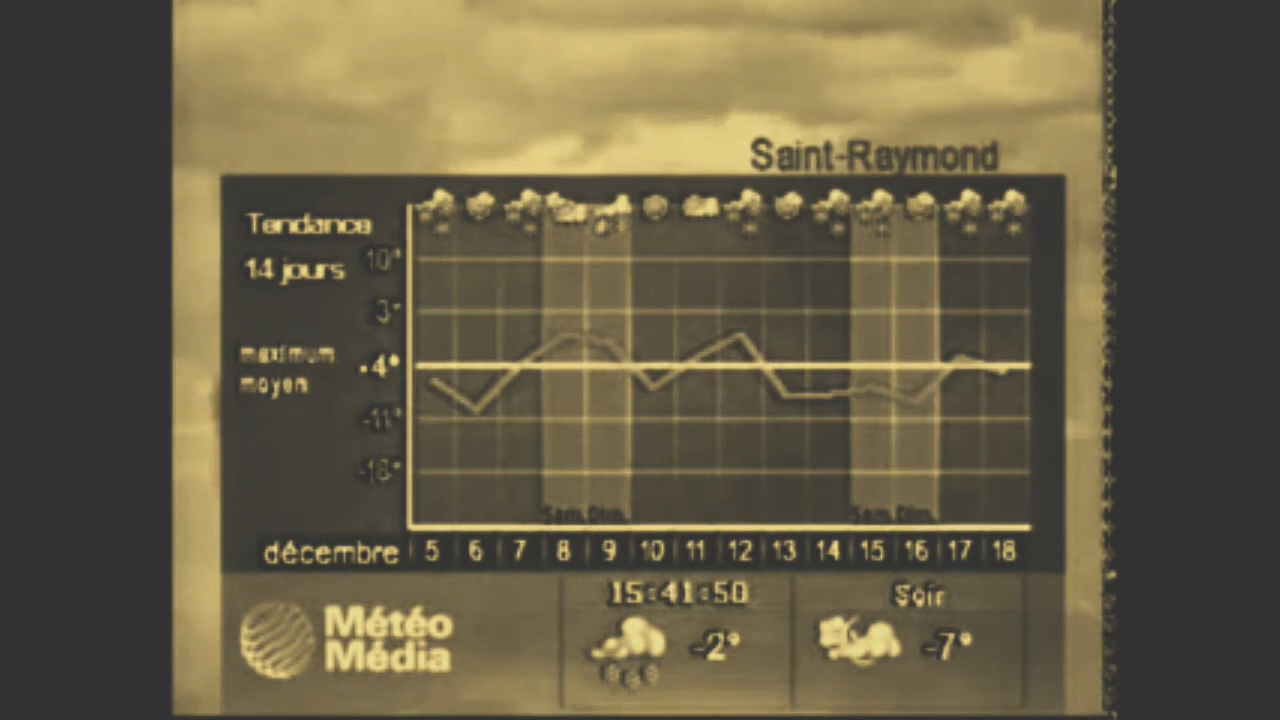 Saint-Raymond
Tendance
14 jours
10°
3°
maximum
moyen
-4°
-11°
-18°
Sam. Dim. Sam. Dim.
décembre 5 6 7 8 9 10 11 12 13 14 15 16 17 18
15:41:50 Soir
Météo
Média
-2° -7°